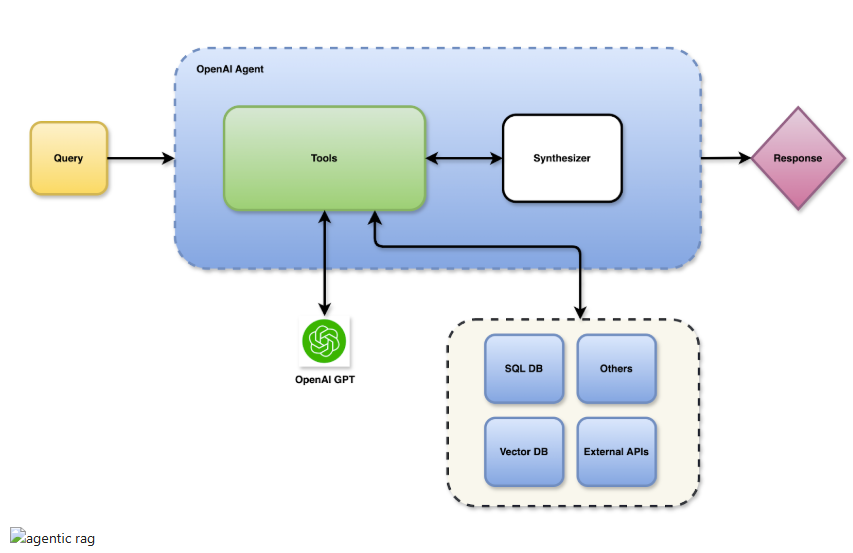 OpenAI Agent
Query
Tools
Synthesizer
Response
OpenAI GPT
SQL DB
Others
Vector DB
External APIs
agentic rag